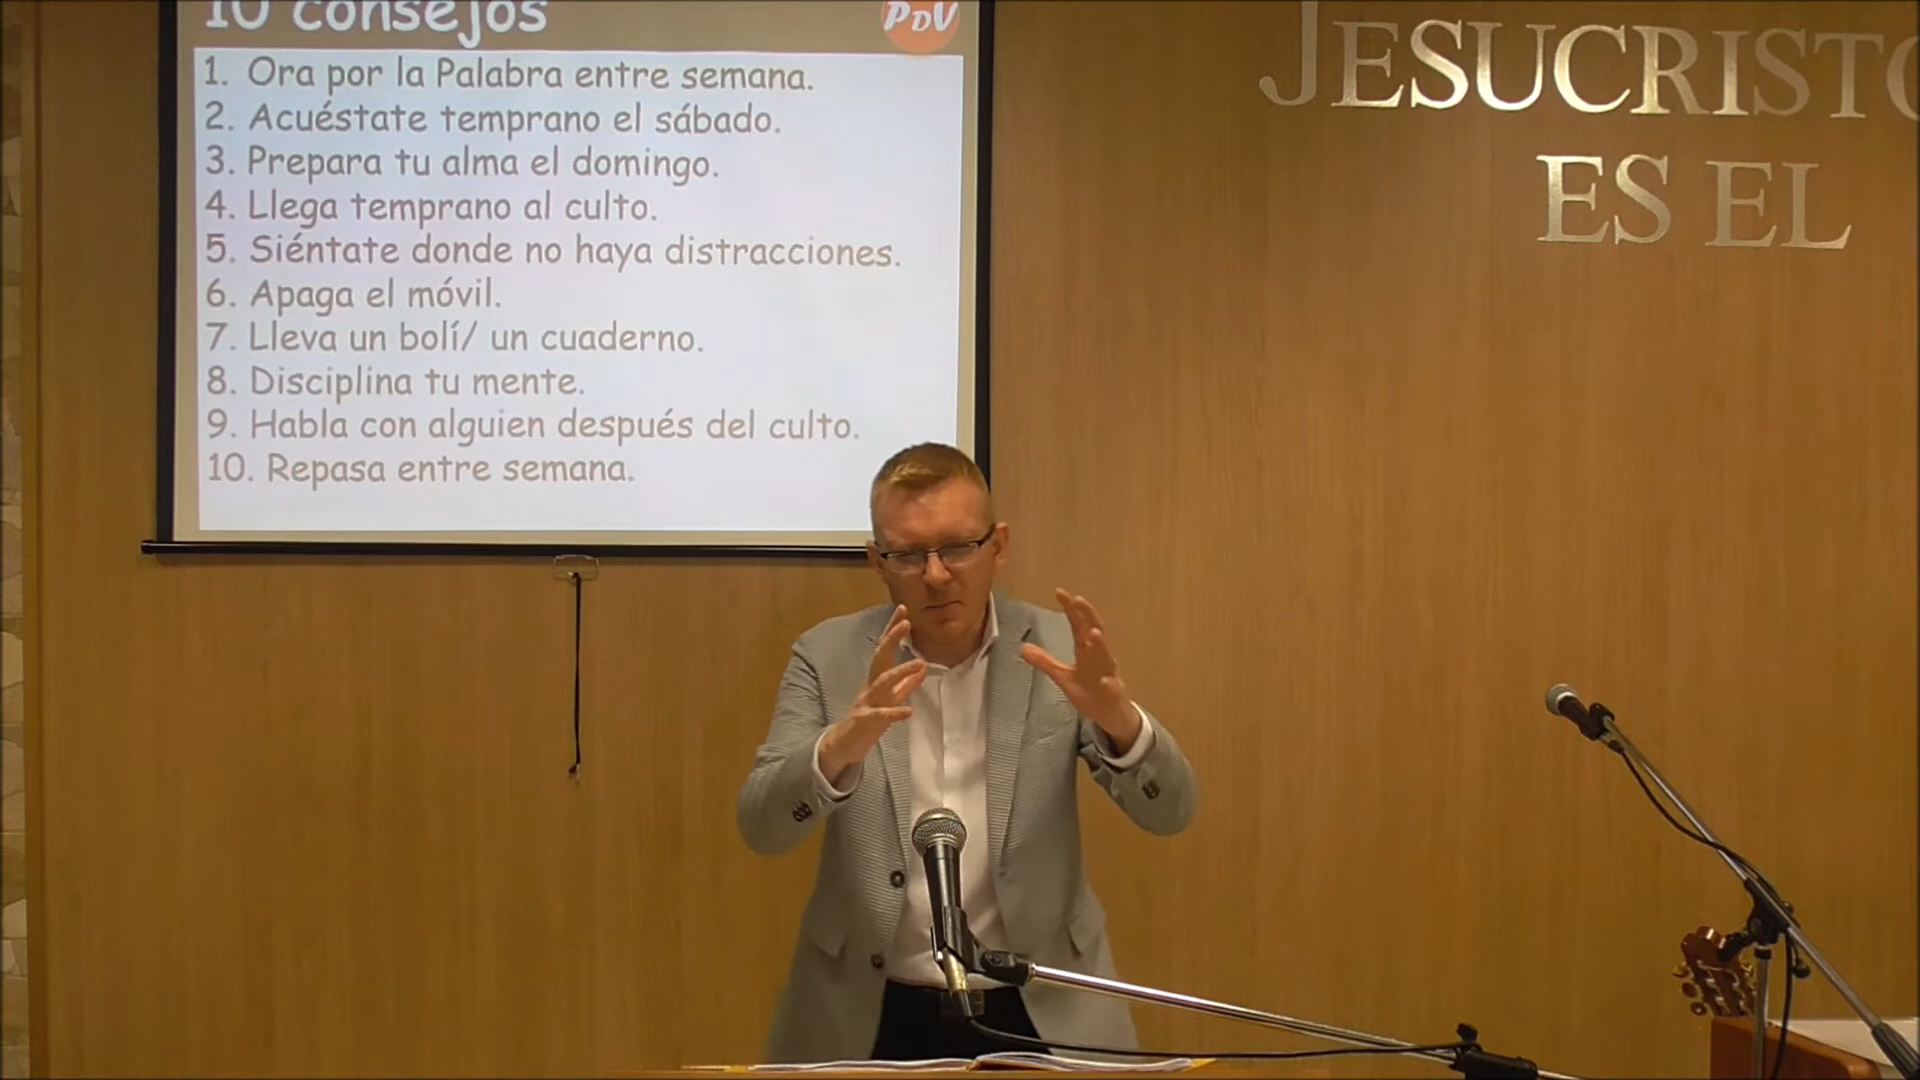 10 consejos
PDV
1. Ora por la Palabra entre semana.
2. Acuéstate temprano el sábado.
3. Prepara tu alma el domingo.
4. Llega temprano al culto.
5. Siéntate donde no haya distracciones.
6. Apaga el móvil.
7. Lleva un bolí/ un cuaderno.
8. Disciplina tu mente.
9. Habla con alguien después del culto.
10. Repasa entre semana.
JESUCRISTO
ES EL